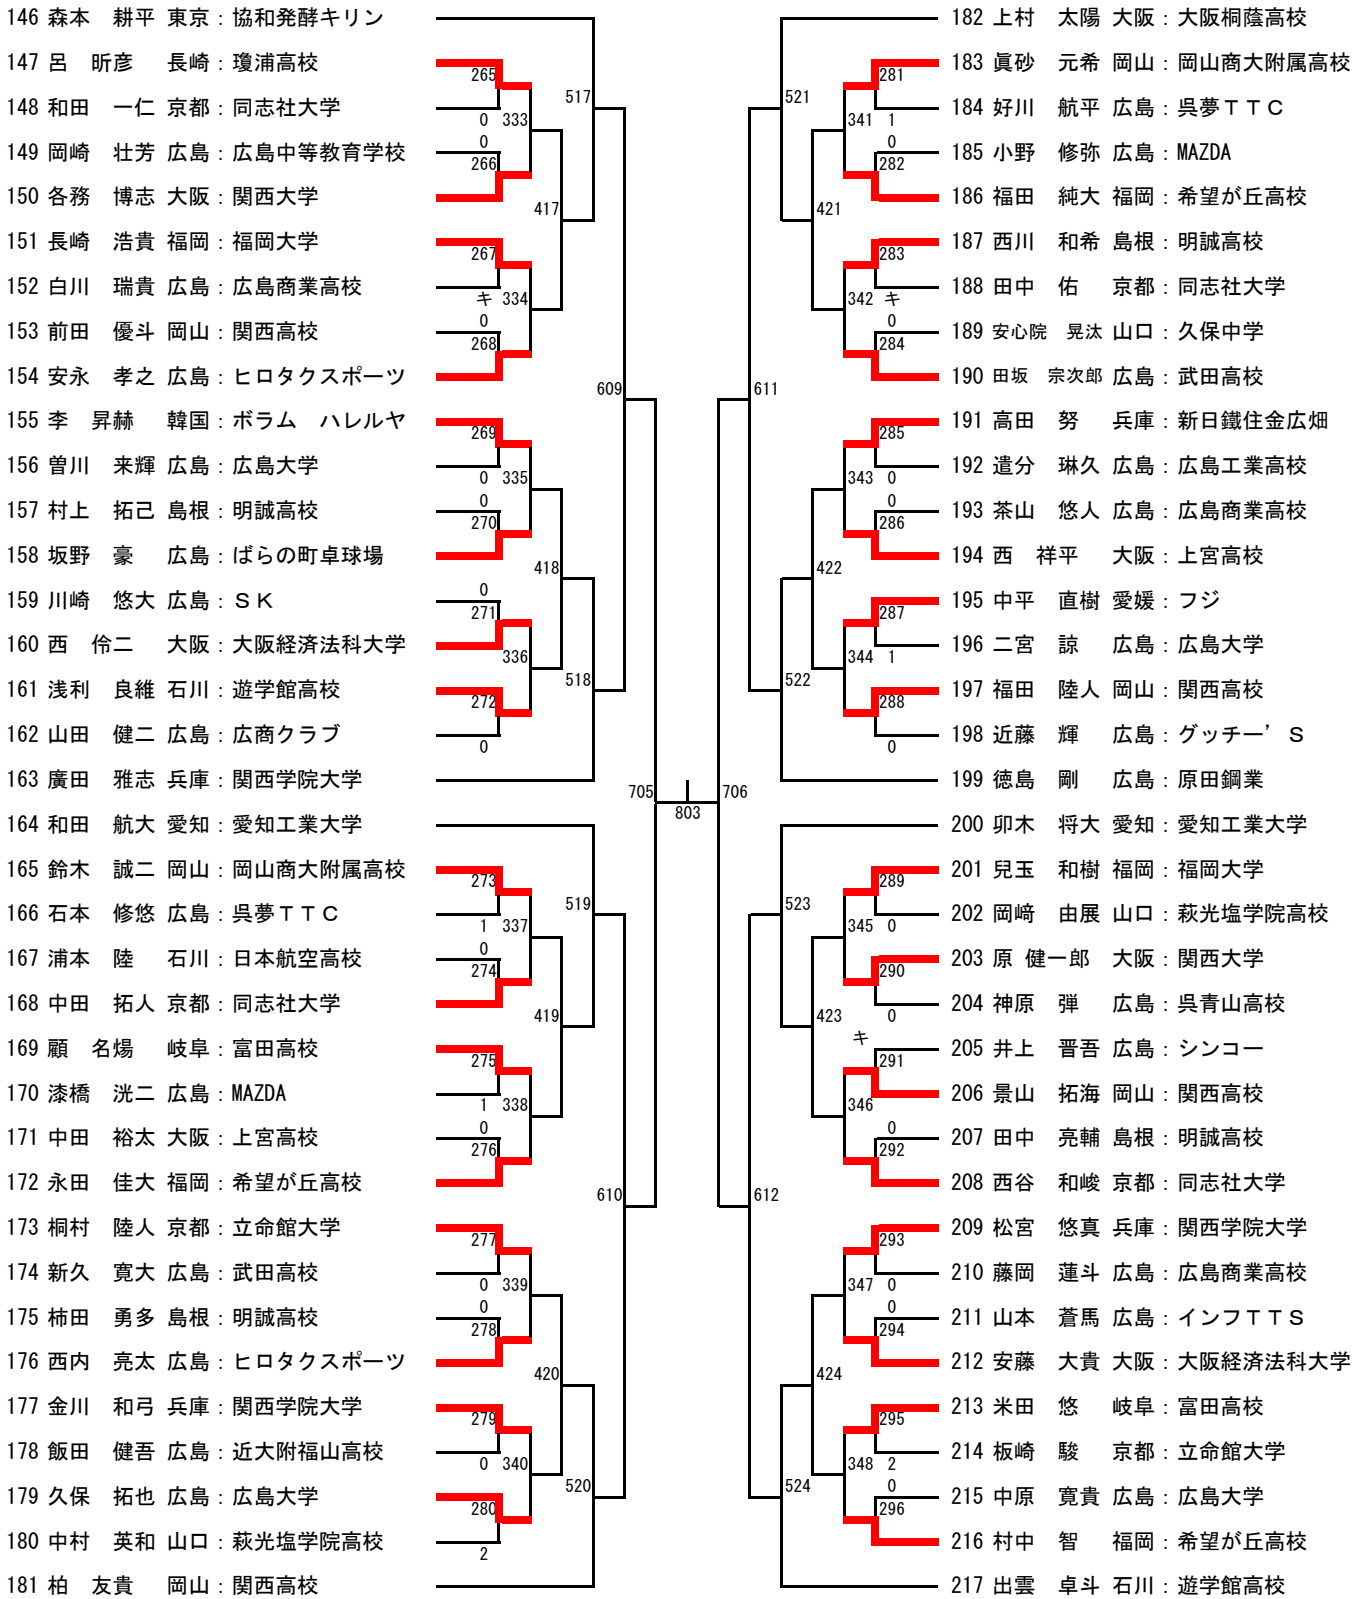 146 森本 耕平 東京：協和発酵キリン
147 呂 昕彦 長崎：瓊浦高校
265
148 和田 一仁 京都：同志社大学
0 333
517
149 岡崎 壮芳 広島：広島中等教育学校
0
266
150 各務 博志 大阪：関西大学
417
151 長崎 浩貴 福岡：福岡大学
267
152 白川 瑞貴 広島：広島商業高校
キ 334
153 前田 優斗 岡山：関西高校
0
268
154 安永 孝之 広島：ヒロタクスポーツ
609
155 李 昇赫 韓国：ボラム ハレルヤ
269
156 曽川 来輝 広島：広島大学
0 335
157 村上 拓己 島根：明誠高校
0
270
158 坂野 豪 広島：ばらの町卓球場
418
159 川崎 悠大 広島：ＳＫ
0
271
160 西 伶二 大阪：大阪経済法科大学
336
161 浅利 良維 石川：遊学館高校
518
272
162 山田 健二 広島：広商クラブ
0
163 廣田 雅志 兵庫：関西学院大学
705
164 和田 航大 愛知：愛知工業大学
165 鈴木 誠二 岡山：岡山商大附属高校
273
166 石本 修悠 広島：呉夢ＴＴＣ
1 337
519
167 浦本 陸 石川：日本航空高校
0
274
168 中田 拓人 京都：同志社大学
419
169 顧 名煬 岐阜：富田高校
275
170 漆橋 洸二 広島：MAZDA
1 338
171 中田 裕太 大阪：上宮高校
0
276
172 永田 佳大 福岡：希望が丘高校
610
173 桐村 陸人 京都：立命館大学
277
174 新久 寛大 広島：武田高校
0 339
175 柿田 勇多 島根：明誠高校
0
278
176 西内 亮太 広島：ヒロタクスポーツ
420
177 金川 和弓 兵庫：関西学院大学
279
178 飯田 健吾 広島：近大附福山高校
0 340
179 久保 拓也 広島：広島大学
520
280
180 中村 英和 山口：萩光塩学院高校
2
181 柏 友貴 岡山：関西高校
803
182 上村 太陽 大阪：大阪桐蔭高校
183 眞砂 元希 岡山：岡山商大附属高校
281
184 好川 航平 広島：呉夢ＴＴＣ
521
341 1
185 小野 修弥 広島：MAZDA
0
282
186 福田 純大 福岡：希望が丘高校
421
187 西川 和希 島根：明誠高校
283
188 田中 佑 京都：同志社大学
342 キ
189 安心院 晃汰 山口：久保中学
0
284
190 田坂 宗次郎 広島：武田高校
611
191 高田 努 兵庫：新日鐵住金広畑
285
192 遣分 琳久 広島：広島工業高校
343 0
193 茶山 悠人 広島：広島商業高校
0
286
194 西 祥平 大阪：上宮高校
422
195 中平 直樹 愛媛：フジ
287
196 二宮 諒 広島：広島大学
344 1
197 福田 陸人 岡山：関西高校
522
288
198 近藤 輝 広島：グッチー’Ｓ
0
199 徳島 剛 広島：原田鋼業
706
200 卯木 将大 愛知：愛知工業大学
201 兒玉 和樹 福岡：福岡大学
289
202 岡﨑 由展 山口：萩光塩学院高校
523
345 0
203 原 健一郎 大阪：関西大学
290
204 神原 弾 広島：呉青山高校
423
0
205 井上 晋吾 広島：シンコー
キ
291
206 景山 拓海 岡山：関西高校
346
207 田中 亮輔 島根：明誠高校
0
292
208 西谷 和峻 京都：同志社大学
612
209 松宮 悠真 兵庫：関西学院大学
293
210 藤岡 蓮斗 広島：広島商業高校
347 0
211 山本 蒼馬 広島：インフＴＴＳ
0
294
212 安藤 大貴 大阪：大阪経済法科大学
424
213 米田 悠 岐阜：富田高校
295
214 板崎 駿 京都：立命館大学
348 2
215 中原 寛貴 広島：広島大学
524
0
296
216 村中 智 福岡：希望が丘高校
217 出雲 卓斗 石川：遊学館高校